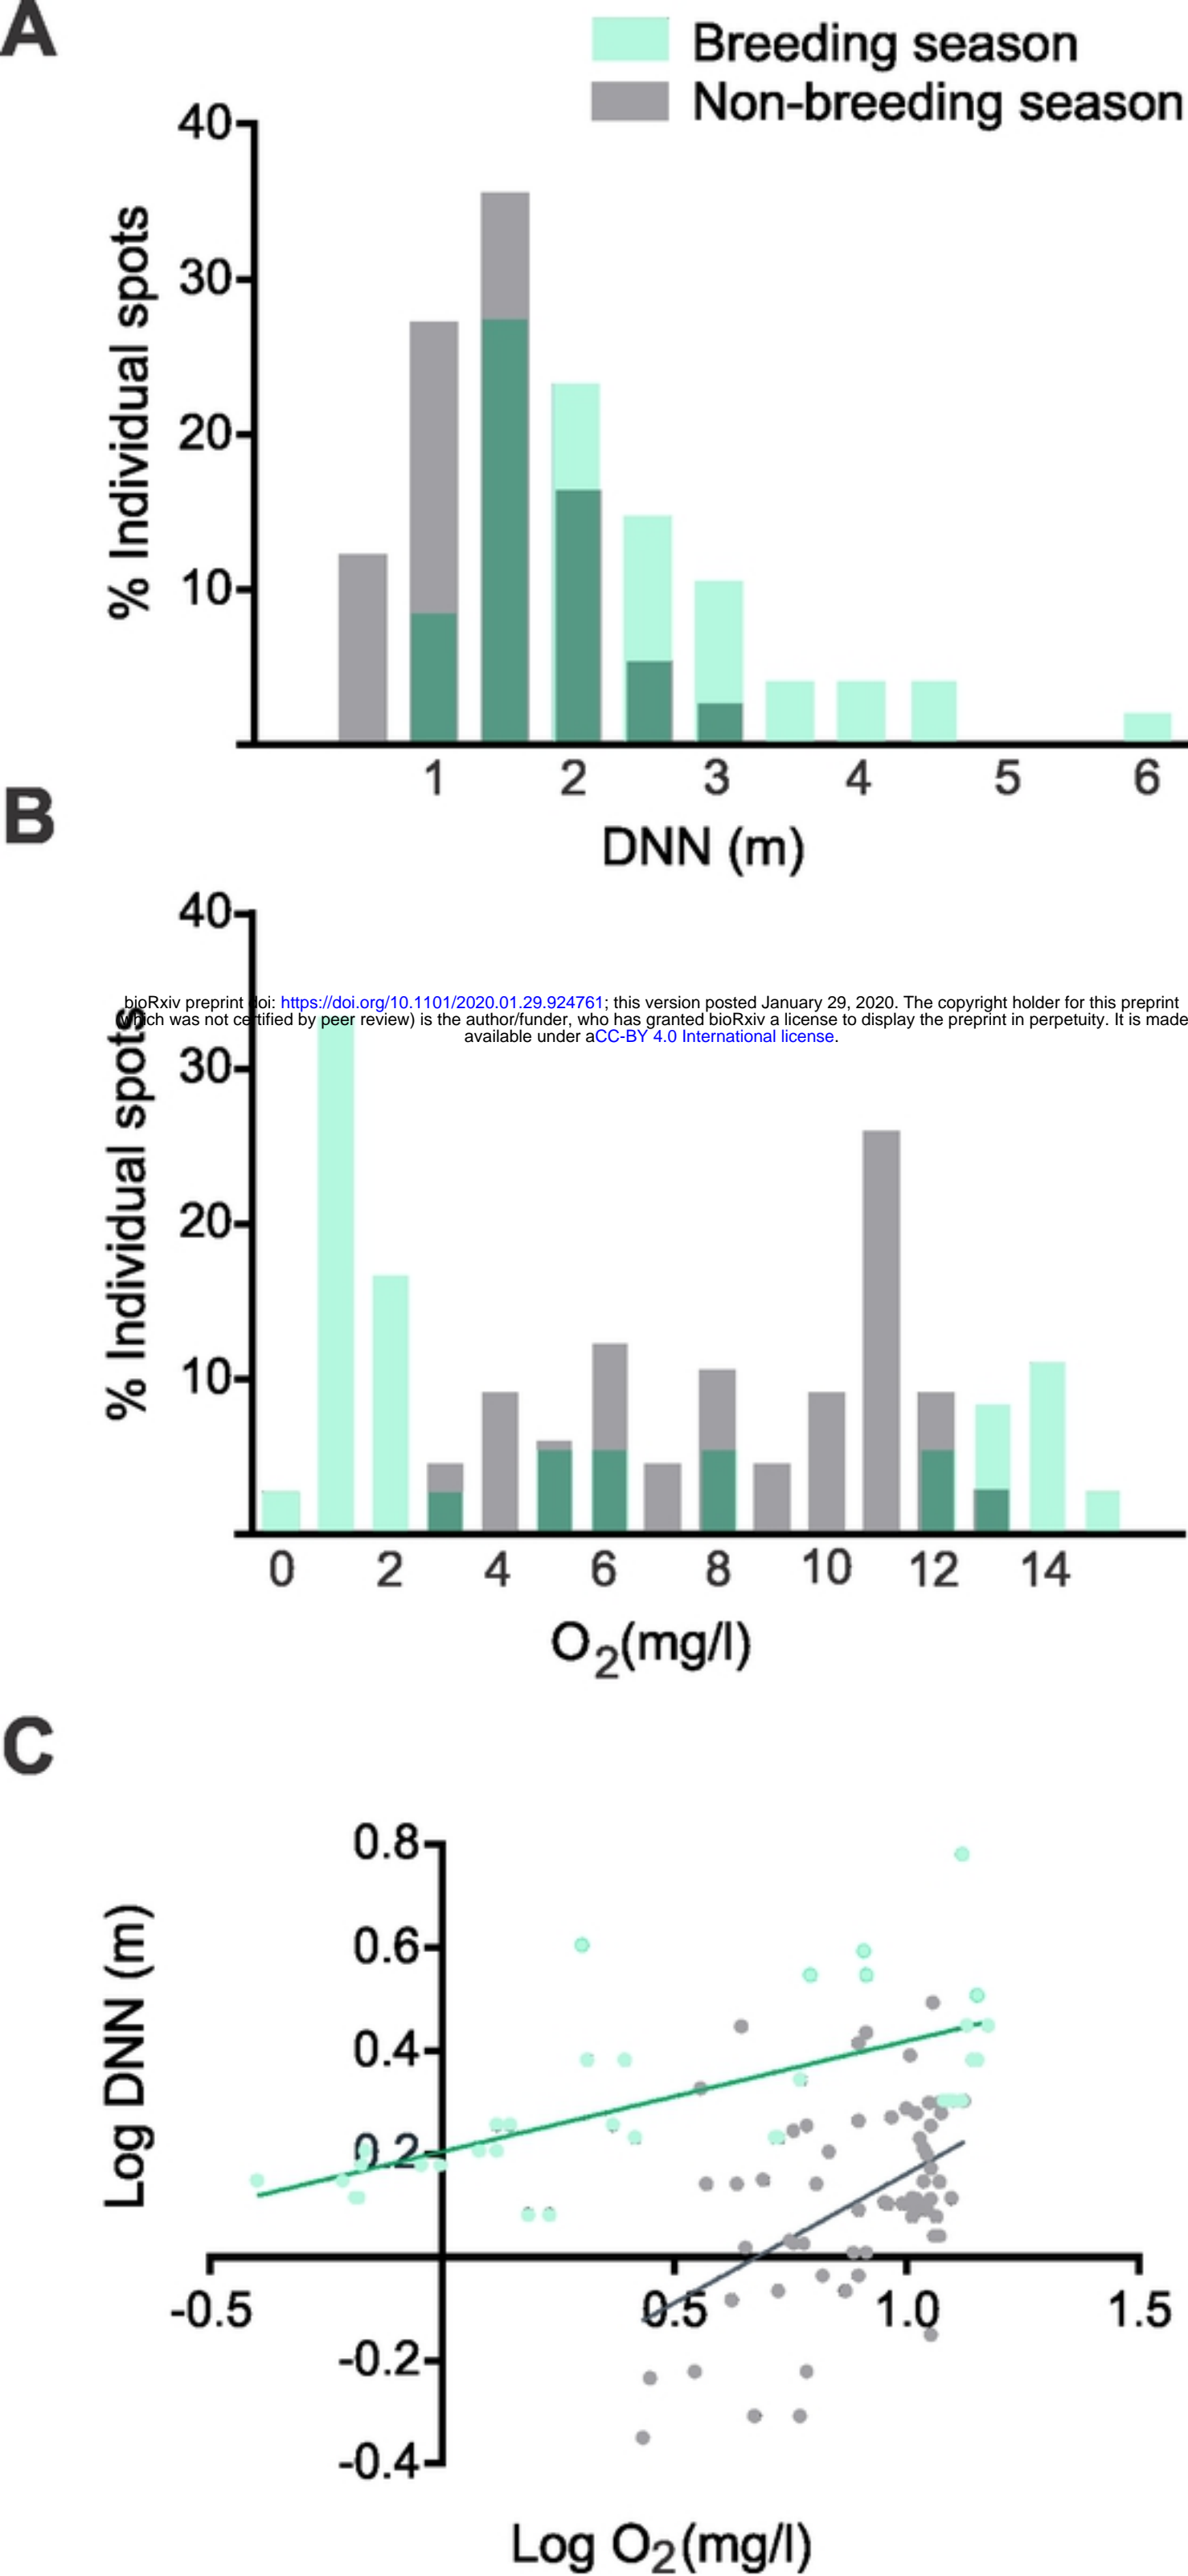 A
Breeding season
Non-breeding season
40
30
20
10
% Individual spots
1 2 3 4 5 6
DNN (m)
B
40
30
20
10
% Individual spots
bioRxiv preprint doi: https://doi.org/10.1101/2020.01.29.924761; this version posted January 29, 2020. The copyright holder for this preprint
which was not certified by peer review) is the author/funder, who has granted bioRxiv a license to display the preprint in perpetuity. It is made
available under aCC-BY 4.0 International license.
0 2 4 6 8 10 12 14
O2(mg/l)
C
0.8
0.6
0.4
0.2
Log DNN (m)
-0.5 0.5 1.0 1.5
-0.2
-0.4
Log O2(mg/l)